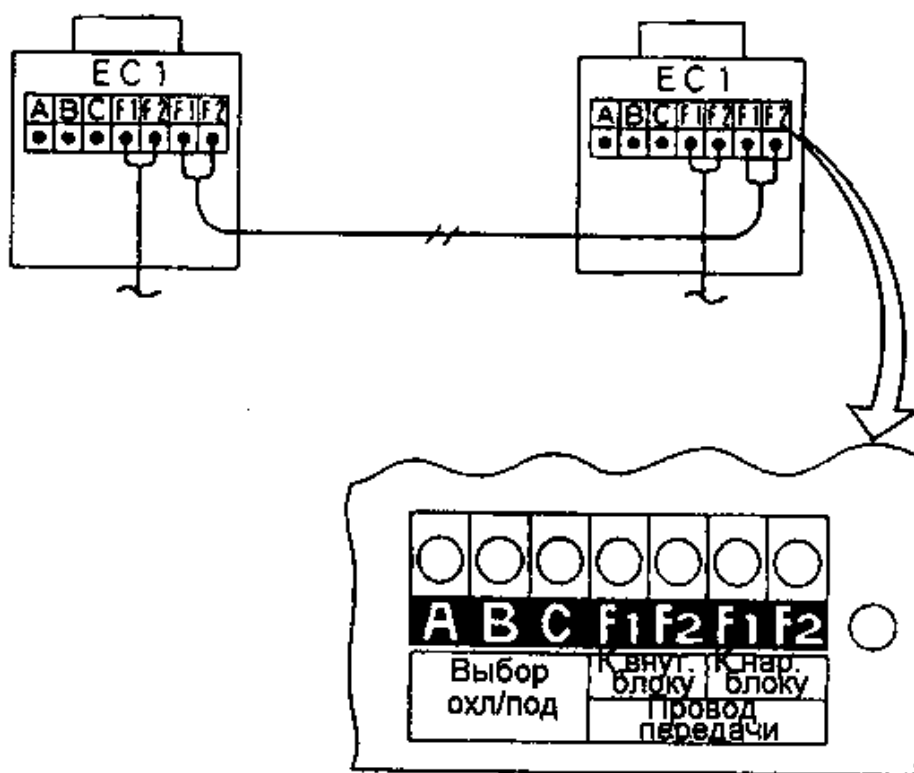 EC1
A B C F1 F2 F1 F2
EC1
A B C F1 F2 F1 F2
A B C F1 F2 F1 F2
Выбор
охл/под
К внут.
блоку
К нар.
блоку
Провод
передачи